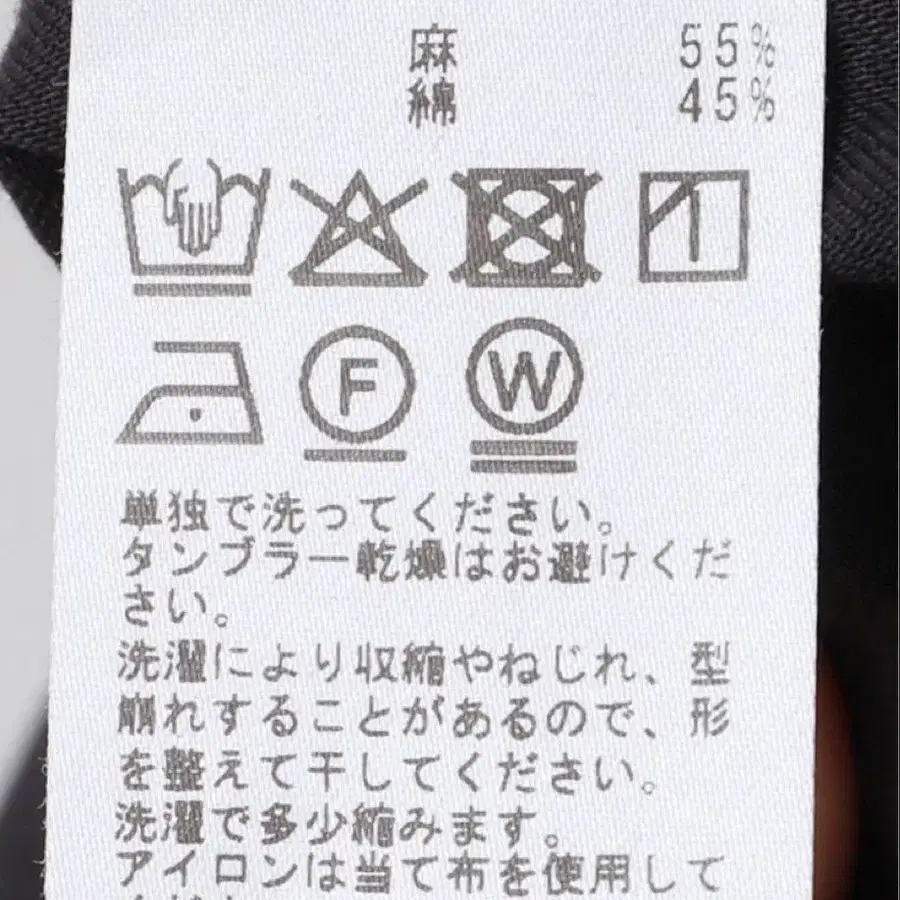 麻 55%
綿 45%
F W
単独で洗ってください。
タンブラー乾燥はお避けくだ
さい。
洗濯により収縮やねじれ、型
崩れすることがあるので、形
を整えて干してください。
洗濯で多少縮みます。
アイロンは当て布を使用して